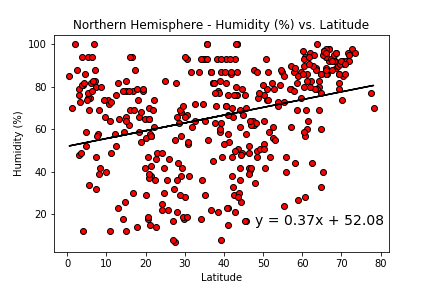 Northern Hemisphere - Humidity (%) vs. Latitude
100
80
60
40
20
Humidity (%)
y = 0.37x + 52.08
0 10 20 30 40 50 60 70 80
Latitude